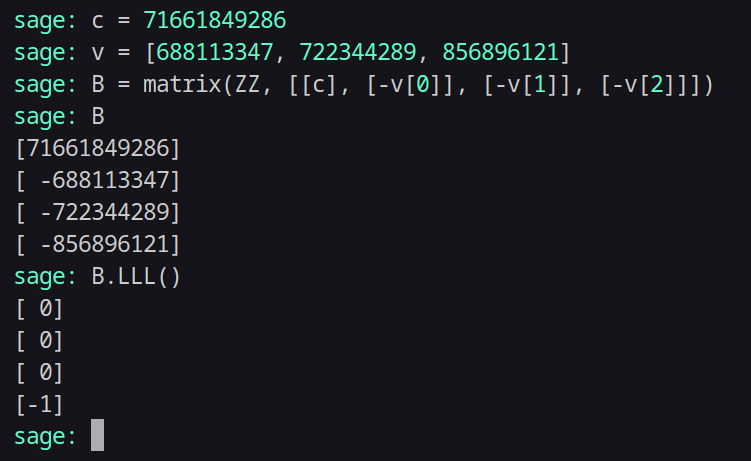 sage: c = 71661849286
sage: v = [688113347, 722344289, 856896121]
sage: B = matrix(ZZ, [[c], [-v[0]], [-v[1]], [-v[2]]])
sage: B
[71661849286]
[ -688113347]
[ -722344289]
[ -856896121]
sage: B.LLL()
[ 0]
[ 0]
[ 0]
[-1]
sage: